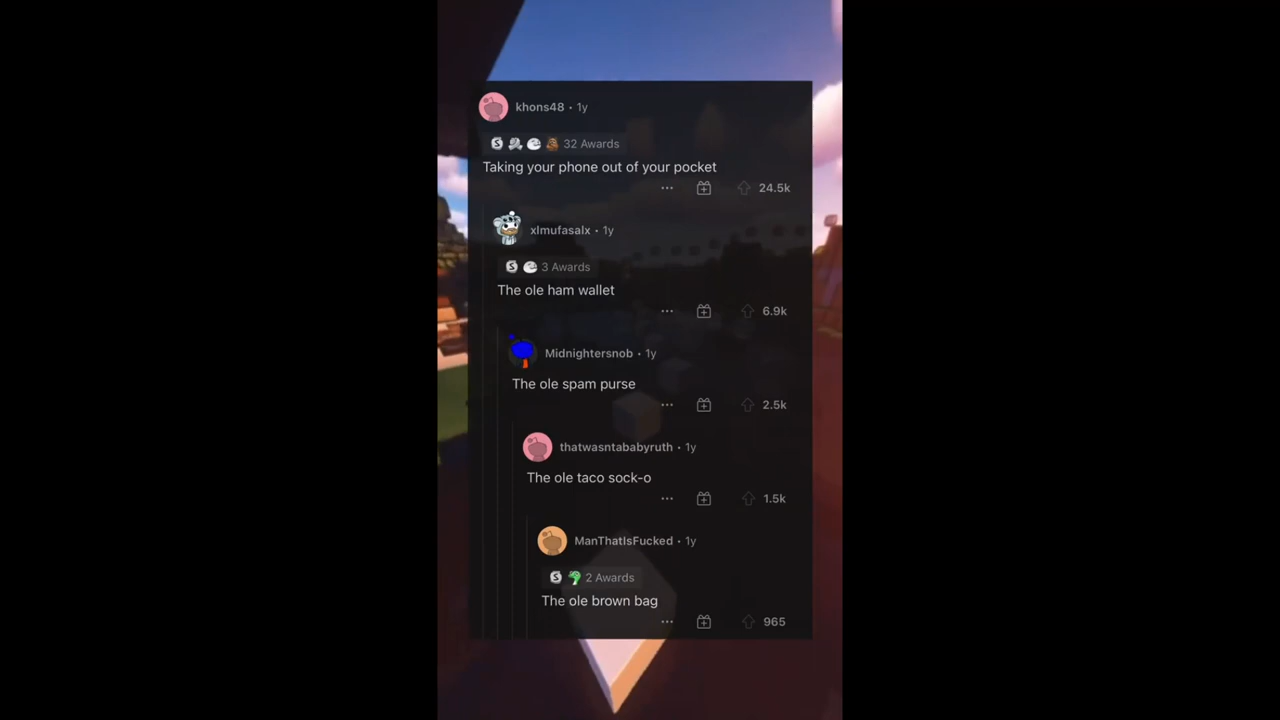 khons48 • 1y
32 Awards
Taking your phone out of your pocket
24.5k
xlmufasalx • 1y
3 Awards
The ole ham wallet
6.9k
Midnightersnob • 1y
The ole spam purse
2.5k
thatwasntababyruth • 1y
The ole taco sock-o
1.5k
ManThatIsFucked • 1y
2 Awards
The ole brown bag
965